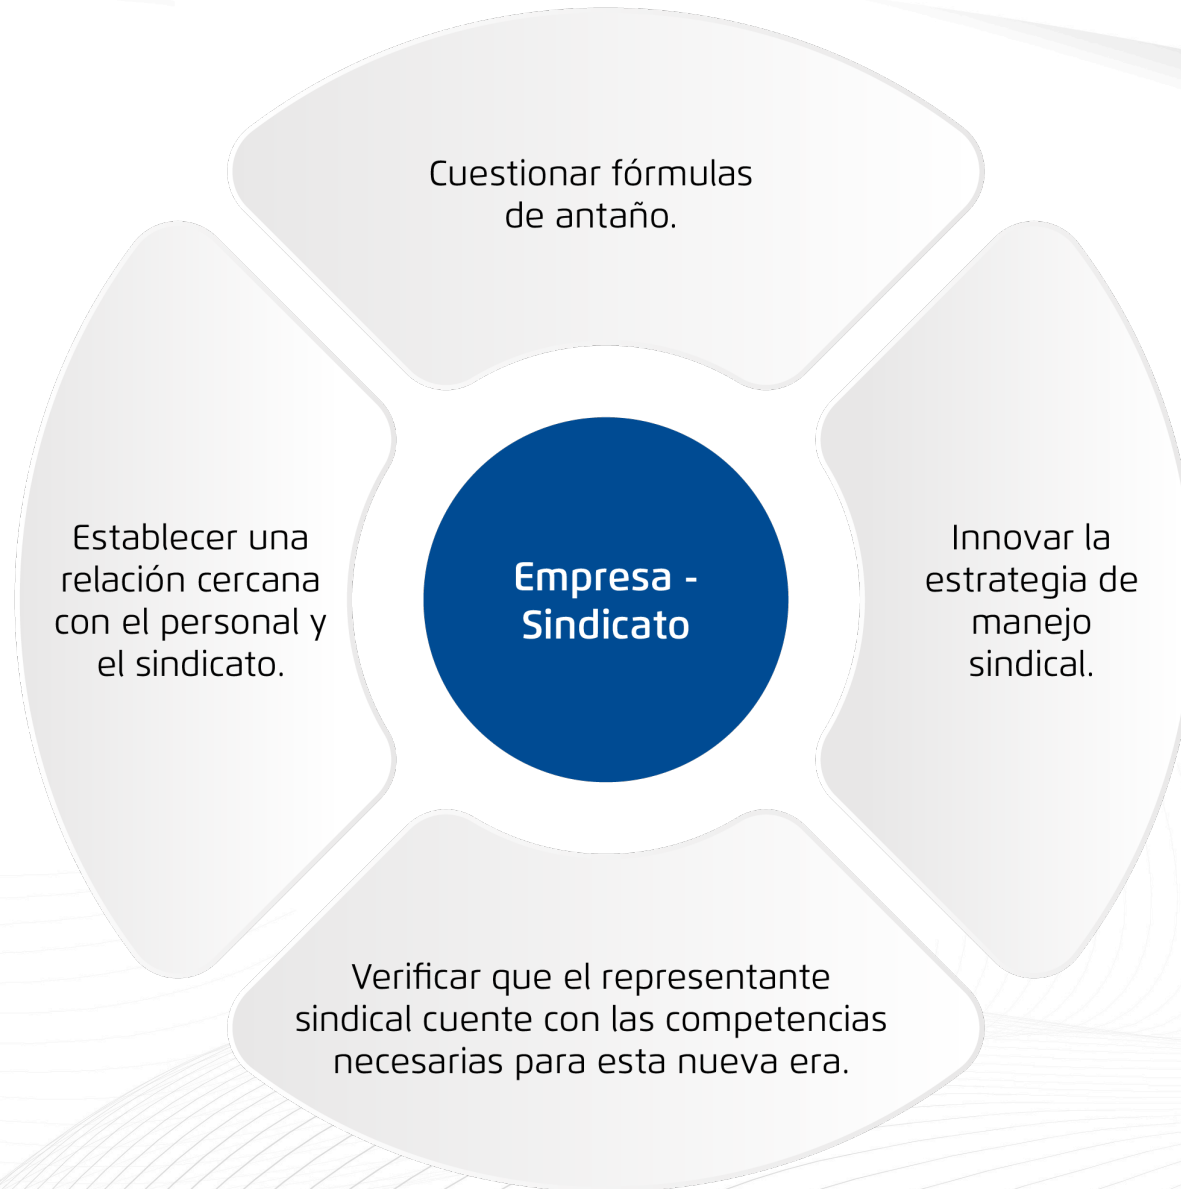 Cuestionar fórmulas
de antaño.
Establecer una
relación cercana
con el personal y
el sindicato.
Empresa -
Sindicato
Innovar la
estrategia de
manejo
sindical.
Verificar que el representante
sindical cuente con las competencias
necesarias para esta nueva era.